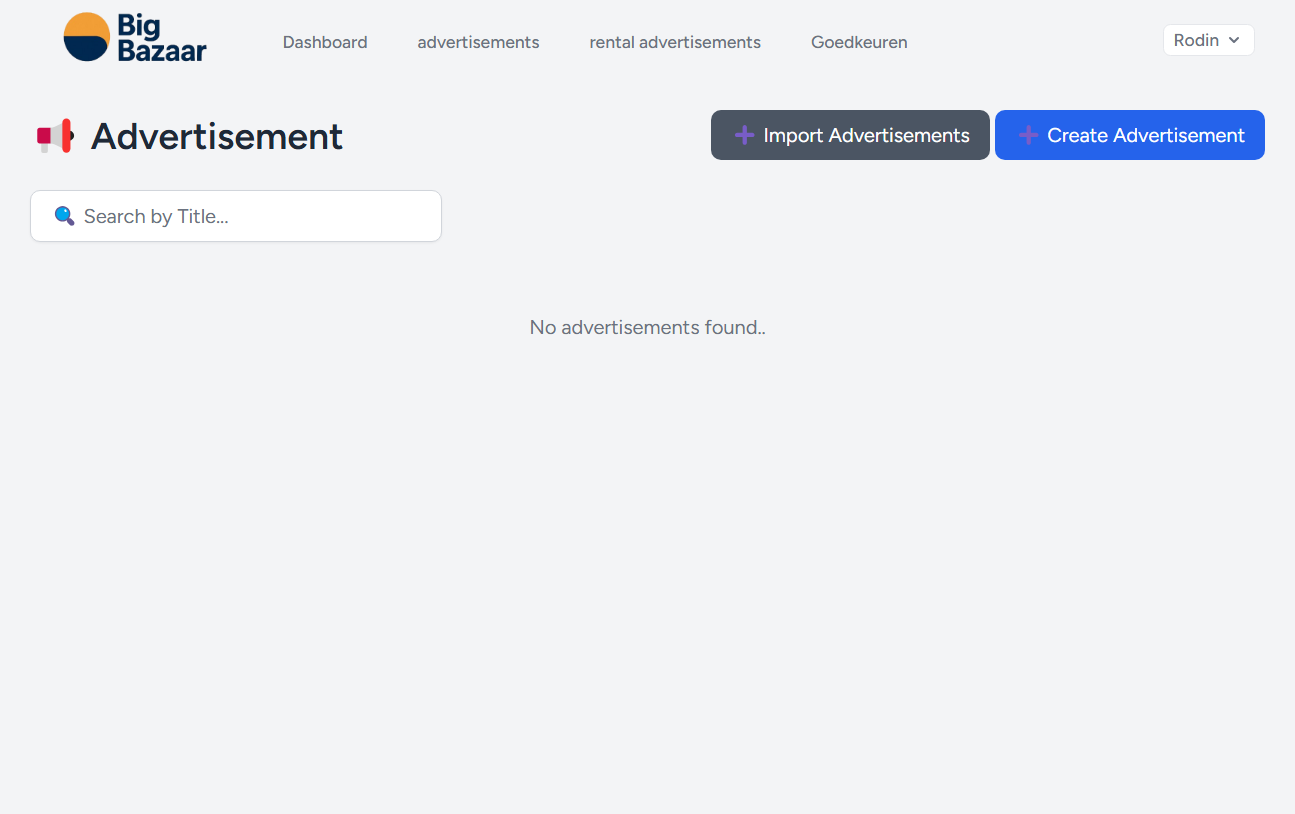 Big
Bazaar
Dashboard
advertisements
rental advertisements
Goedkeuren
Rodin
Advertisement
Import Advertisements
Create Advertisement
Search by Title...
No advertisements found..